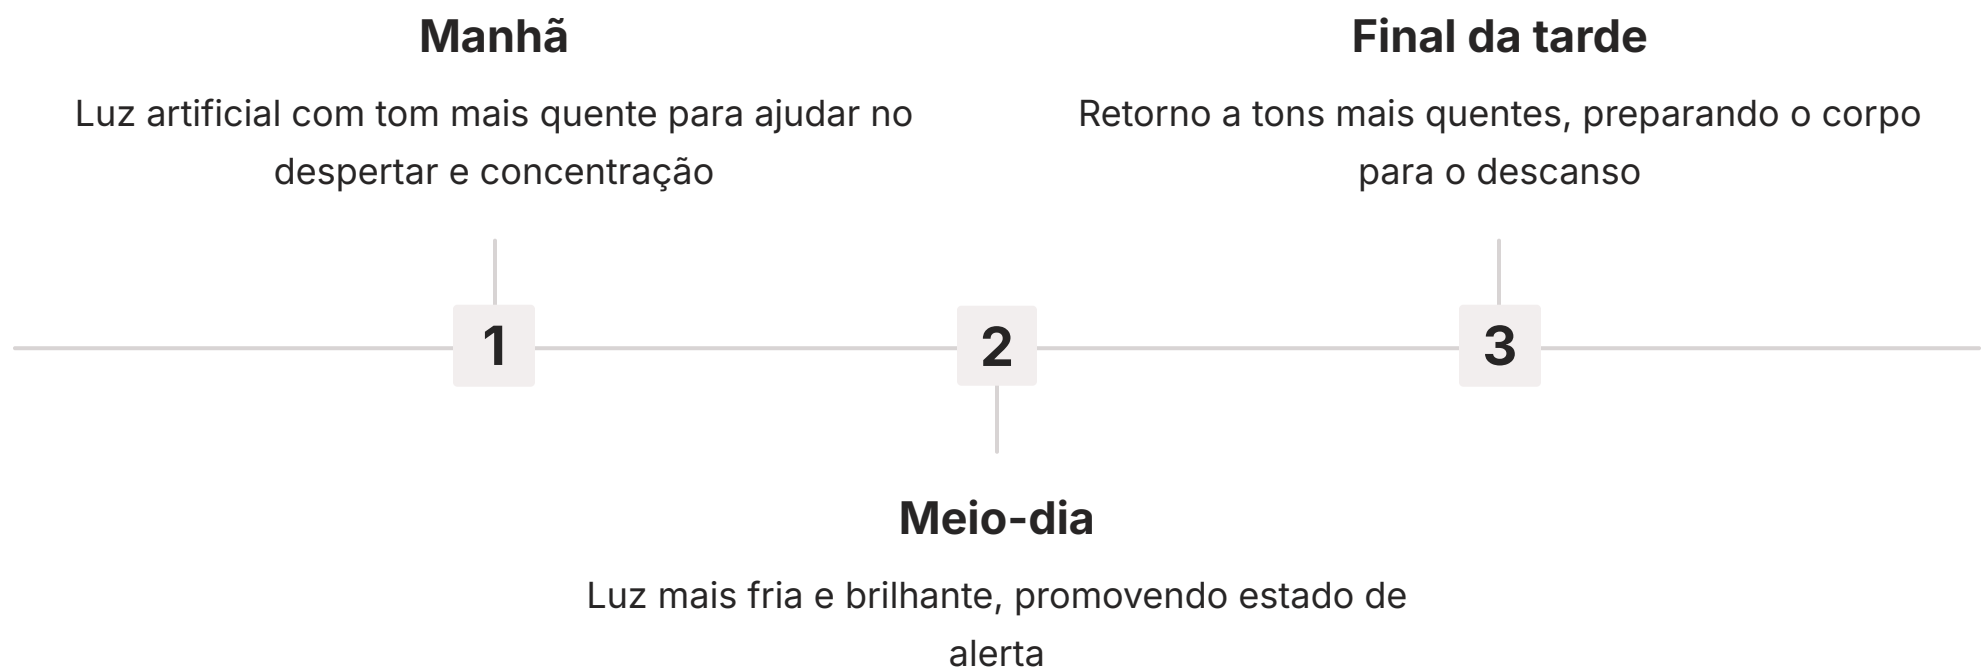 Manhã
Luz artificial com tom mais quente para ajudar no
despertar e concentração
Final da tarde
Retorno a tons mais quentes, preparando o corpo
para o descanso
1
2
3
Meio-dia
Luz mais fria e brilhante, promovendo estado de
alerta